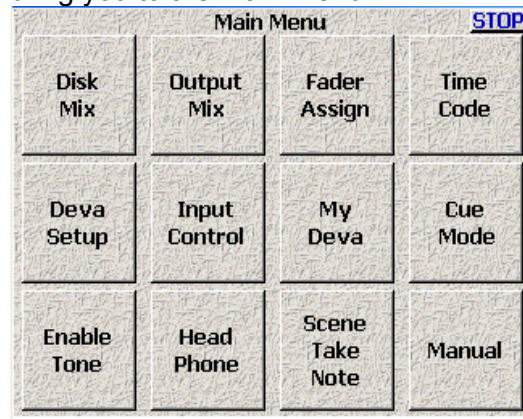 Main Menu STOP
Disk Mix
Output Mix
Fader Assign
Time Code
Deva Setup
Input Control
My Deva
Cue Mode
Enable Tone
Head Phone
Scene Take Note
Manual